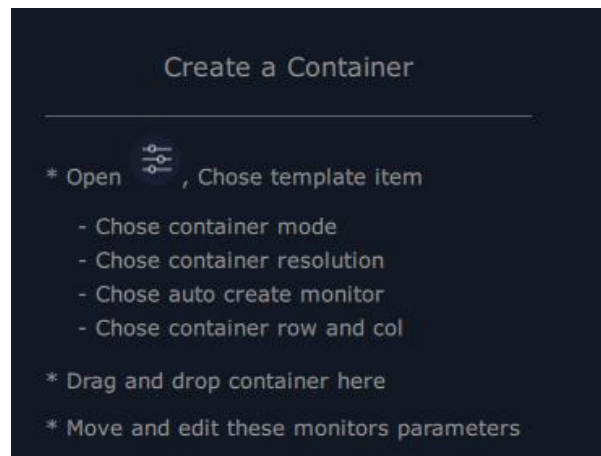 Create a Container
* Open , Chose template item
- Chose container mode
- Chose container resolution
- Chose auto create monitor
- Chose container row and col
* Drag and drop container here
* Move and edit these monitors parameters